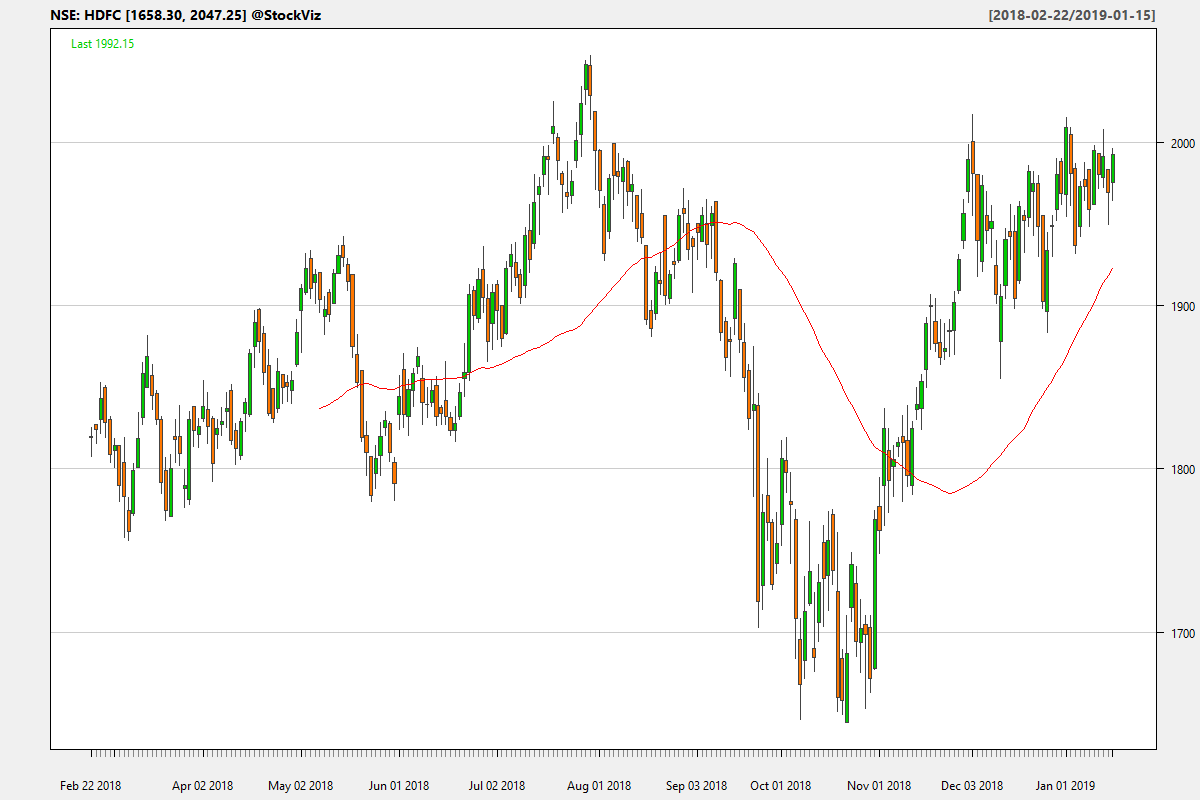 NSE: HDFC [1658.30, 2047.25] @StockViz [2018-02-22/2019-01-15]
Last 1992.15
2000
1900
1800
1700
Feb 22 2018 Apr 02 2018 May 02 2018 Jun 01 2018 Jul 02 2018 Aug 01 2018 Sep 03 2018 Oct 01 2018 Nov 01 2018 Dec 03 2018 Jan 01 2019